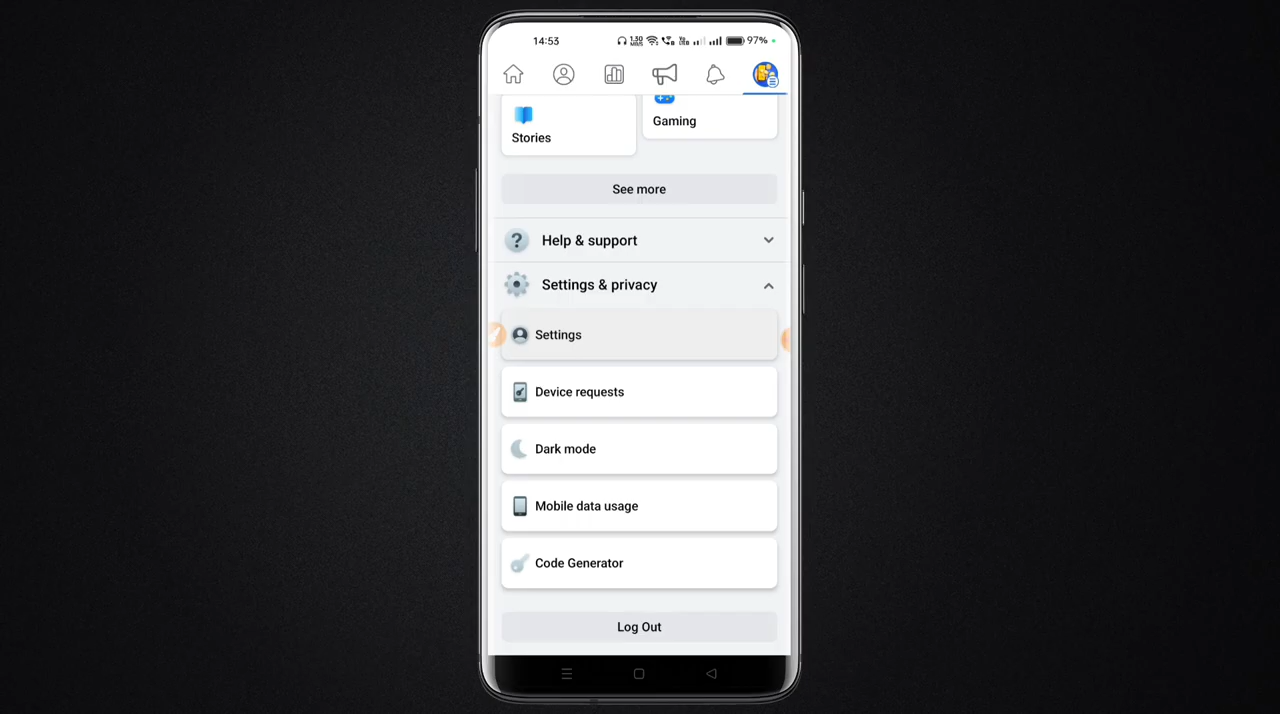 14:53
97%
Gaming
Stories
See more
Help & support
Settings & privacy
Settings
Device requests
Dark mode
Mobile data usage
Code Generator
Log Out